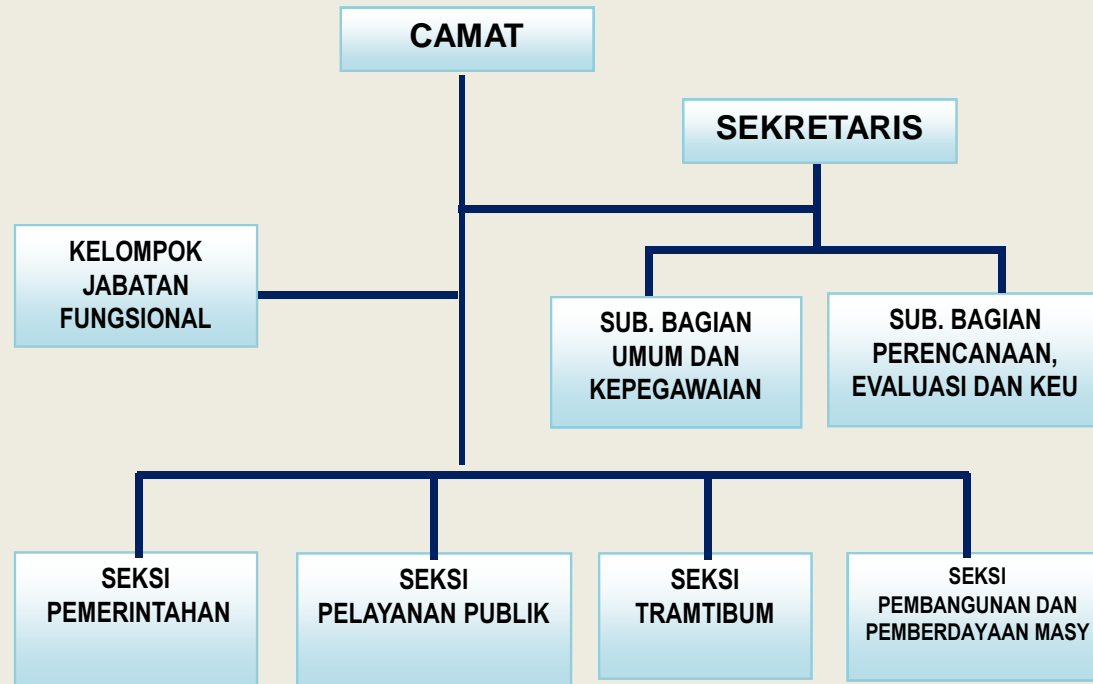 CAMAT
SEKRETARIS
KELOMPOK
JABATAN
FUNGSIONAL
SUB. BAGIAN
UMUM DAN
KEPEGAWAIAN
SUB. BAGIAN
PERENCANAAN,
EVALUASI DAN KEU
SEKSI
PEMERINTAHAN
SEKSI
PELAYANAN PUBLIK
SEKSI
TRAMTIBUM
SEKSI
PEMBANGUNAN DAN
PEMBERDAYAAN MASY